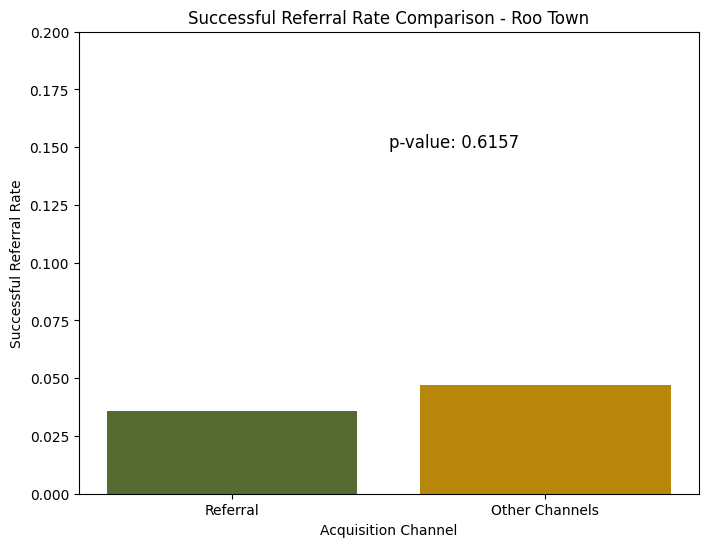 Successful Referral Rate Comparison - Roo Town
0.200
0.175
0.150
0.125
0.100
0.075
0.050
0.025
0.000
Successful Referral Rate
p-value: 0.6157
Referral
Other Channels
Acquisition Channel